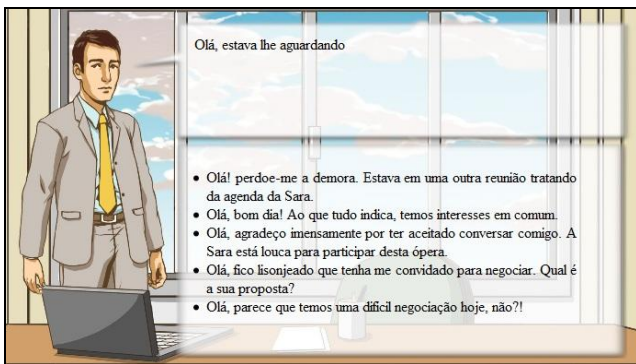 Olá, estava lhe aguardando
• Olá! perdoe-me a demora. Estava em uma outra reunião tratando
da agenda da Sara.
• Olá, bom dia! Ao que tudo indica, temos interesses em comum.
• Olá, agradeço imensamente por ter aceitado conversar comigo. A
Sara está louca para participar desta ópera.
• Olá, fico lisonjeado que tenha me convidado para negociar. Qual é
a sua proposta?
• Olá, parece que temos uma difícil negociação hoje, não?!